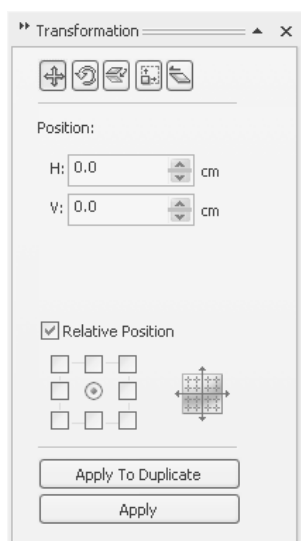 Transformation
Position:
H: 0.0 cm
V: 0.0 cm
Relative Position
Apply To Duplicate
Apply